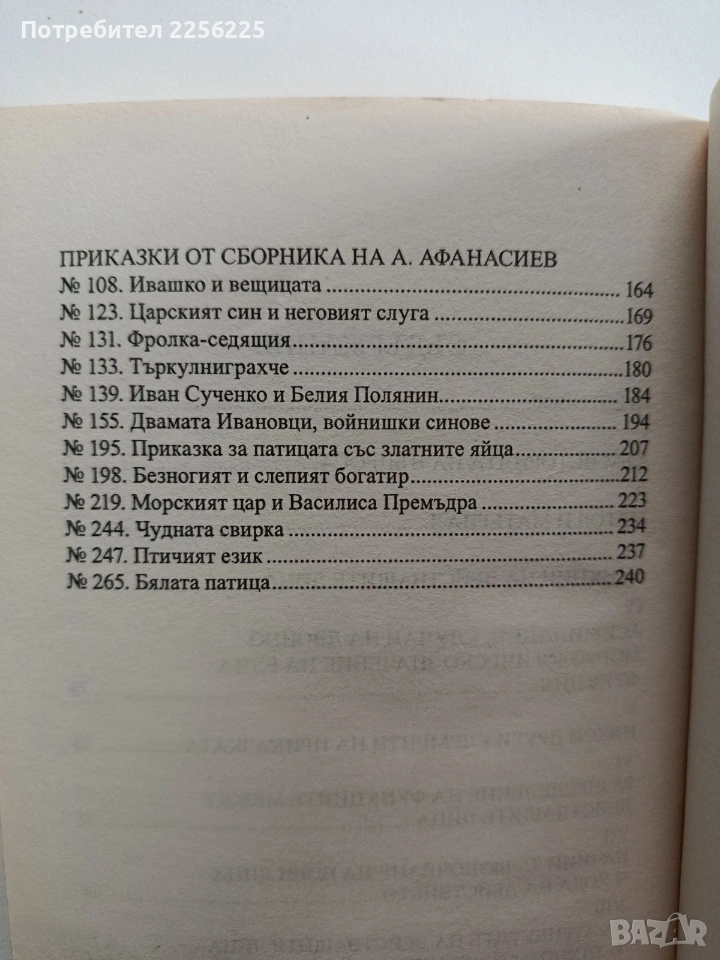 Потребител 2256225
ПРИКАЗКИ ОТ СБОРНИКА НА А. АФАНАСИЕВ
№ 108. Ивашко и вещицата 164
№ 123. Царският син и неговият слуга 169
№ 131. Фролка-седящия 176
№ 133. Търкулниграхче 180
№ 139. Иван Сученко и Белия Полянин 184
№ 155. Двамата Ивановци, войнишки синове 194
№ 195. Приказка за патицата със златните яйца 207
№ 198. Безногият и слепият богатир 212
№ 219. Морският цар и Василиса Премъдра 223
№ 244. Чудната свирка 234
№ 247. Птичият език 237
№ 265. Бялата патица 240
BAZAR